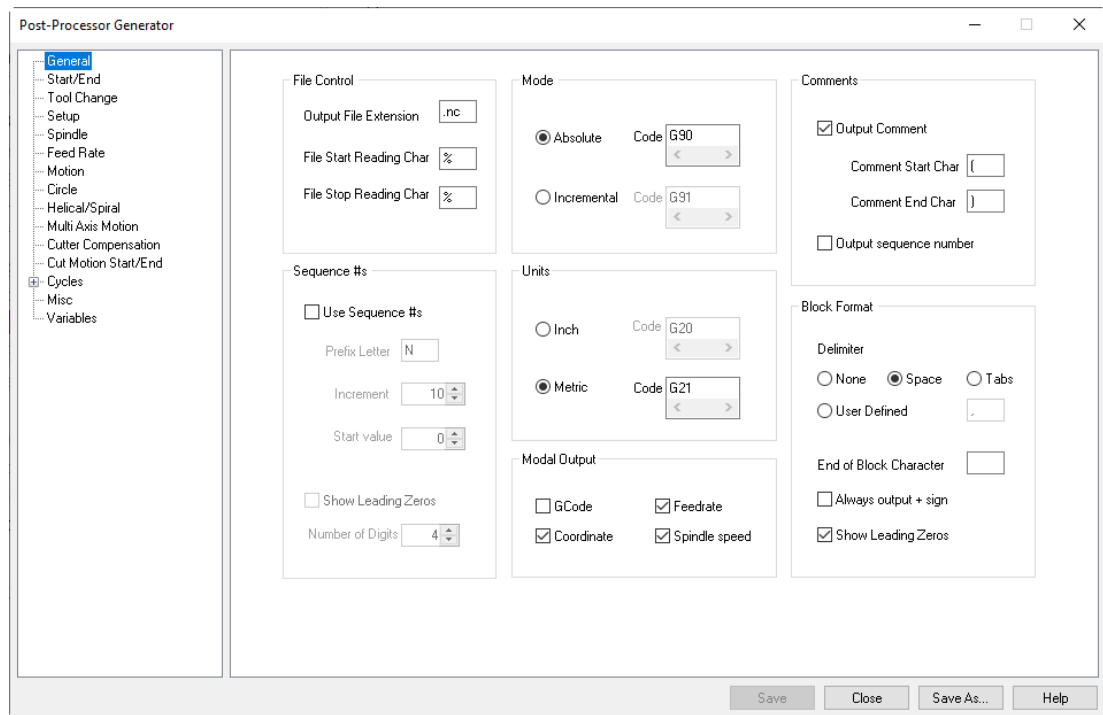 Post-Processor Generator
General
Start/End
Tool Change
Setup
Spindle
Feed Rate
Motion
Circle
Helical/Spiral
Multi Axis Motion
Cutter Compensation
Cut Motion Start/End
Cycles
Misc
Variables
File Control
Output File Extension .nc
File Start Reading Char %
File Stop Reading Char %
Sequence #s
Use Sequence #s
Prefix Letter N
Increment 10
Start value 0
Show Leading Zeros
Number of Digits 4
Mode
Absolute Code G90
Incremental Code G91
Units
Inch Code G20
Metric Code G21
Modal Output
GCode Feedrate
Coordinate Spindle speed
Comments
Output Comment
Comment Start Char (
Comment End Char )
Output sequence number
Block Format
Delimiter
None Space Tabs
User Defined ,
End of Block Character
Always output + sign
Show Leading Zeros
Save Close Save As... Help